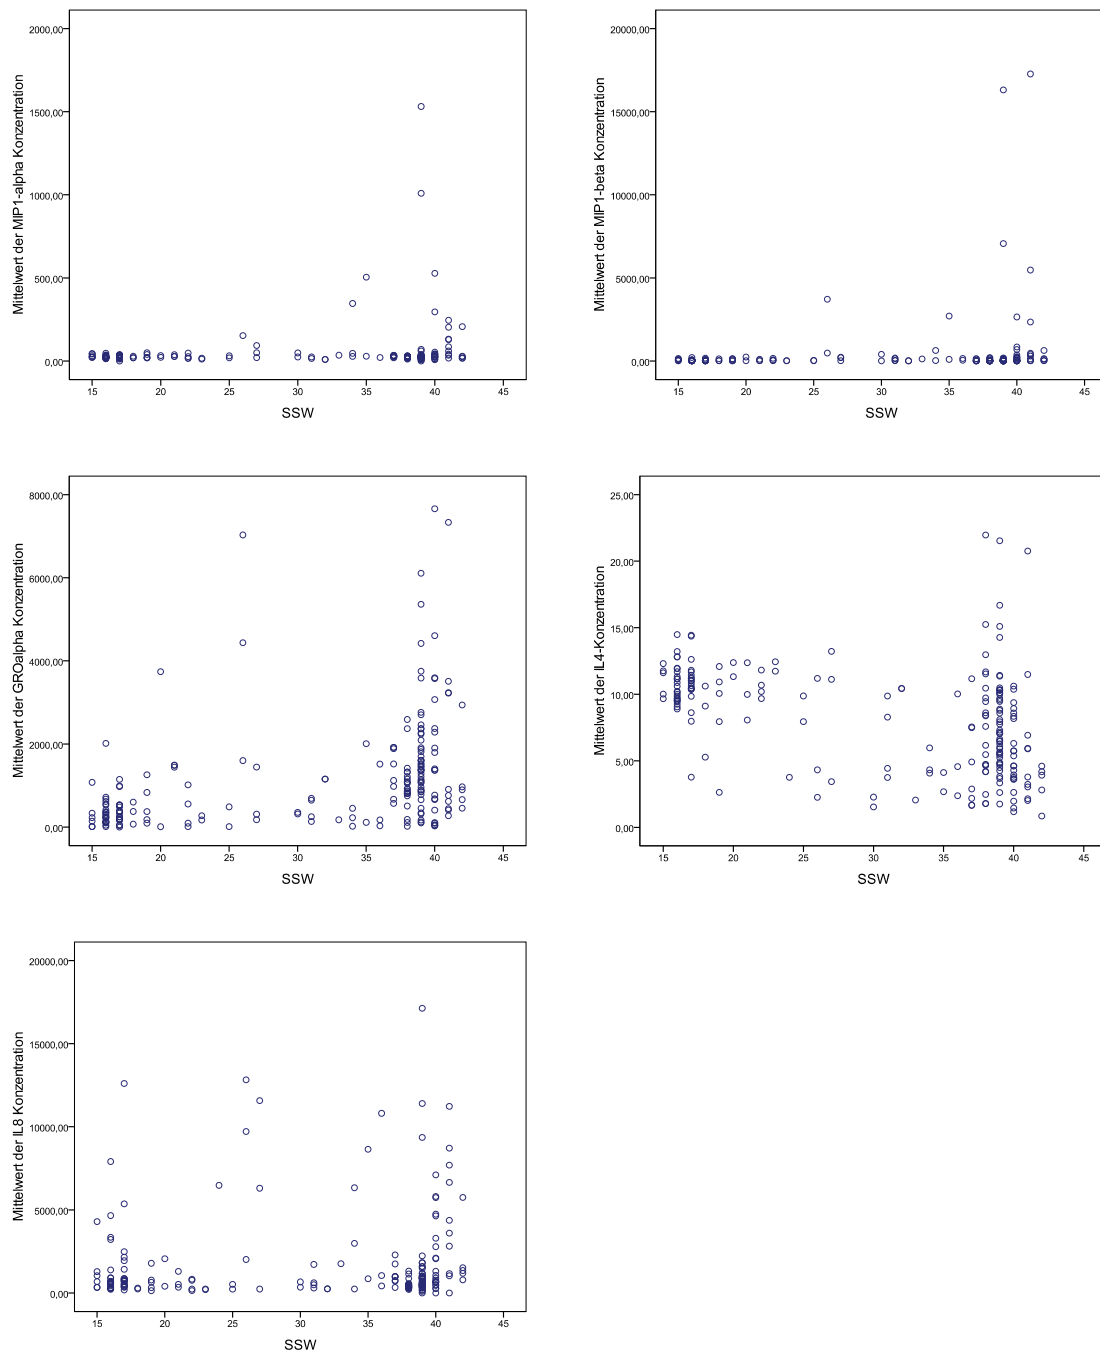 Mittelwert der MIP1-alpha Konzentration
2000,00
1500,00
1000,00
500,00
0,00
15 20 25 30 35 40 45
SSW
Mittelwert der MIP1-beta Konzentration
20000,00
15000,00
10000,00
5000,00
0,00
15 20 25 30 35 40 45
SSW
Mittelwert der GROalpha Konzentration
8000,00
6000,00
4000,00
2000,00
0,00
15 20 25 30 35 40 45
SSW
Mittelwert der IL4-Konzentration
25,00
20,00
15,00
10,00
5,00
0,00
15 20 25 30 35 40 45
SSW
Mittelwert der IL8 Konzentration
20000,00
15000,00
10000,00
5000,00
0,00
15 20 25 30 35 40 45
SSW